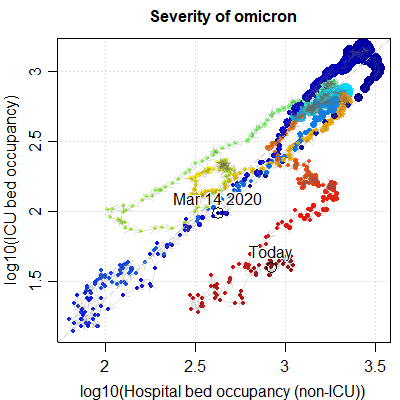 Severity of omicron
log10(ICU bed occupancy)
3
2.5
2
1.5
Mar 14 2020
Today
2
2.5
3
3.5
log10(Hospital bed occupancy (non-ICU))